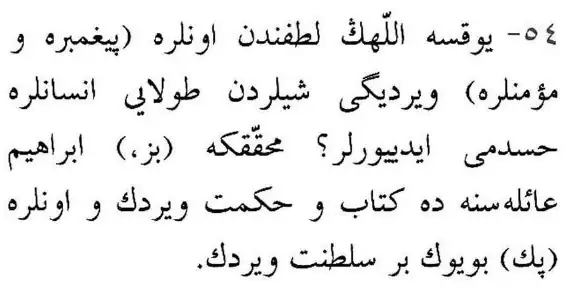 ٥٤- يوقسه اللّٰهڭ لطفندن اونلره (پيغمبره و
مؤمنلره) ويرديگى شيلردن طولايى انسانلره
حسدمى ايدييورلر؟ محقّقكه (بز،) ابراهيم
عائله‌سنه ده كتاب و حكمت ويردك و اونلره
(پك) بويوك بر سلطنت ويردك.